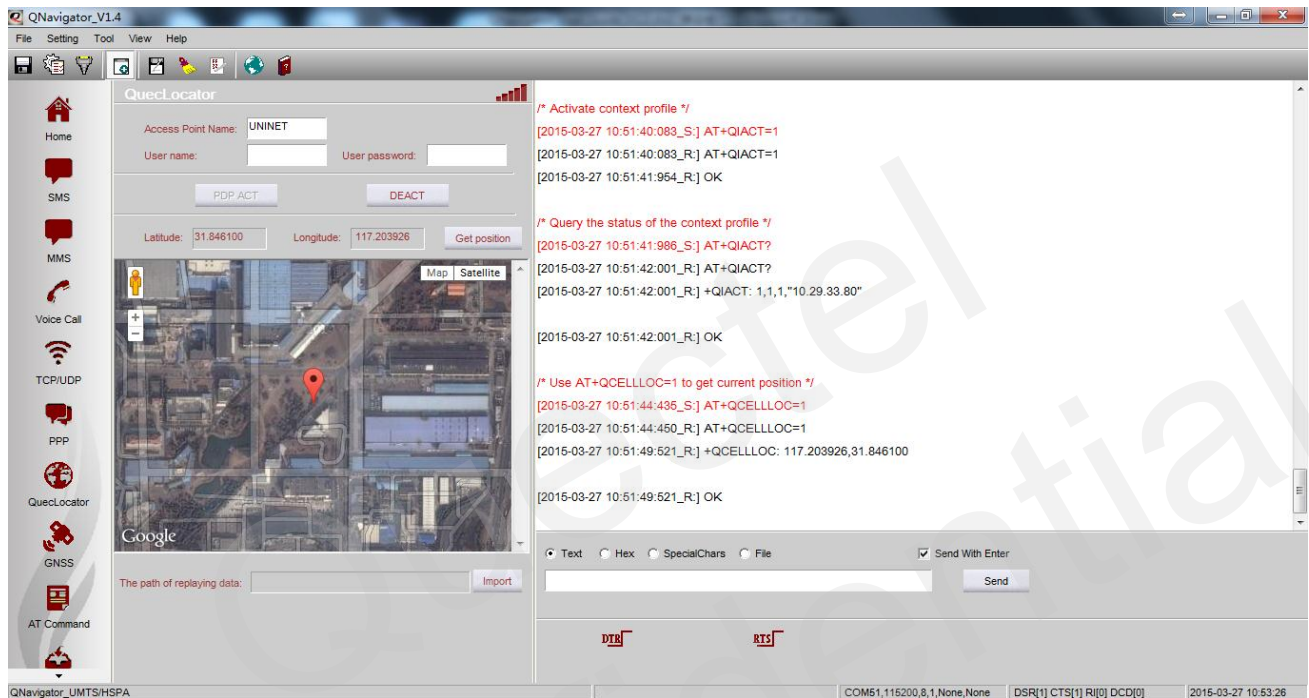 QNavigator_V1.4
File Setting Tool View Help
Home
SMS
MMS
Voice Call
TCP/UDP
PPP
QuecLocator
GNSS
AT Command
QuecLocator
Access Point Name: UNINET
User name: User password:
PDP ACT DEACT
Latitude: 31.846100 Longitude: 117.203926 Get position
Map Satellite
Google
The path of replaying data: Import
/* Activate context profile */
[2015-03-27 10:51:40:083_S:] AT+QIACT=1
[2015-03-27 10:51:40:083_R:] AT+QIACT=1
[2015-03-27 10:51:41:954_R:] OK
/* Query the status of the context profile */
[2015-03-27 10:51:41:986_S:] AT+QIACT?
[2015-03-27 10:51:42:001_R:] AT+QIACT?
[2015-03-27 10:51:42:001_R:] +QIACT: 1,1,1,"10.29.33.80"
[2015-03-27 10:51:42:001_R:] OK
/* Use AT+QCELLLOC=1 to get current position */
[2015-03-27 10:51:44:435_S:] AT+QCELLLOC=1
[2015-03-27 10:51:44:450_R:] AT+QCELLLOC=1
[2015-03-27 10:51:49:521_R:] +QCELLLOC: 117.203926,31.846100
[2015-03-27 10:51:49:521_R:] OK
Text Hex SpecialChars File Send With Enter
Send
DTR RTS
QNavigator_UMTS/HSPA COM51,115200,8,1,None,None DSR[1] CTS[1] RI[0] DCD[0] 2015-03-27 10:53:26
Quectel